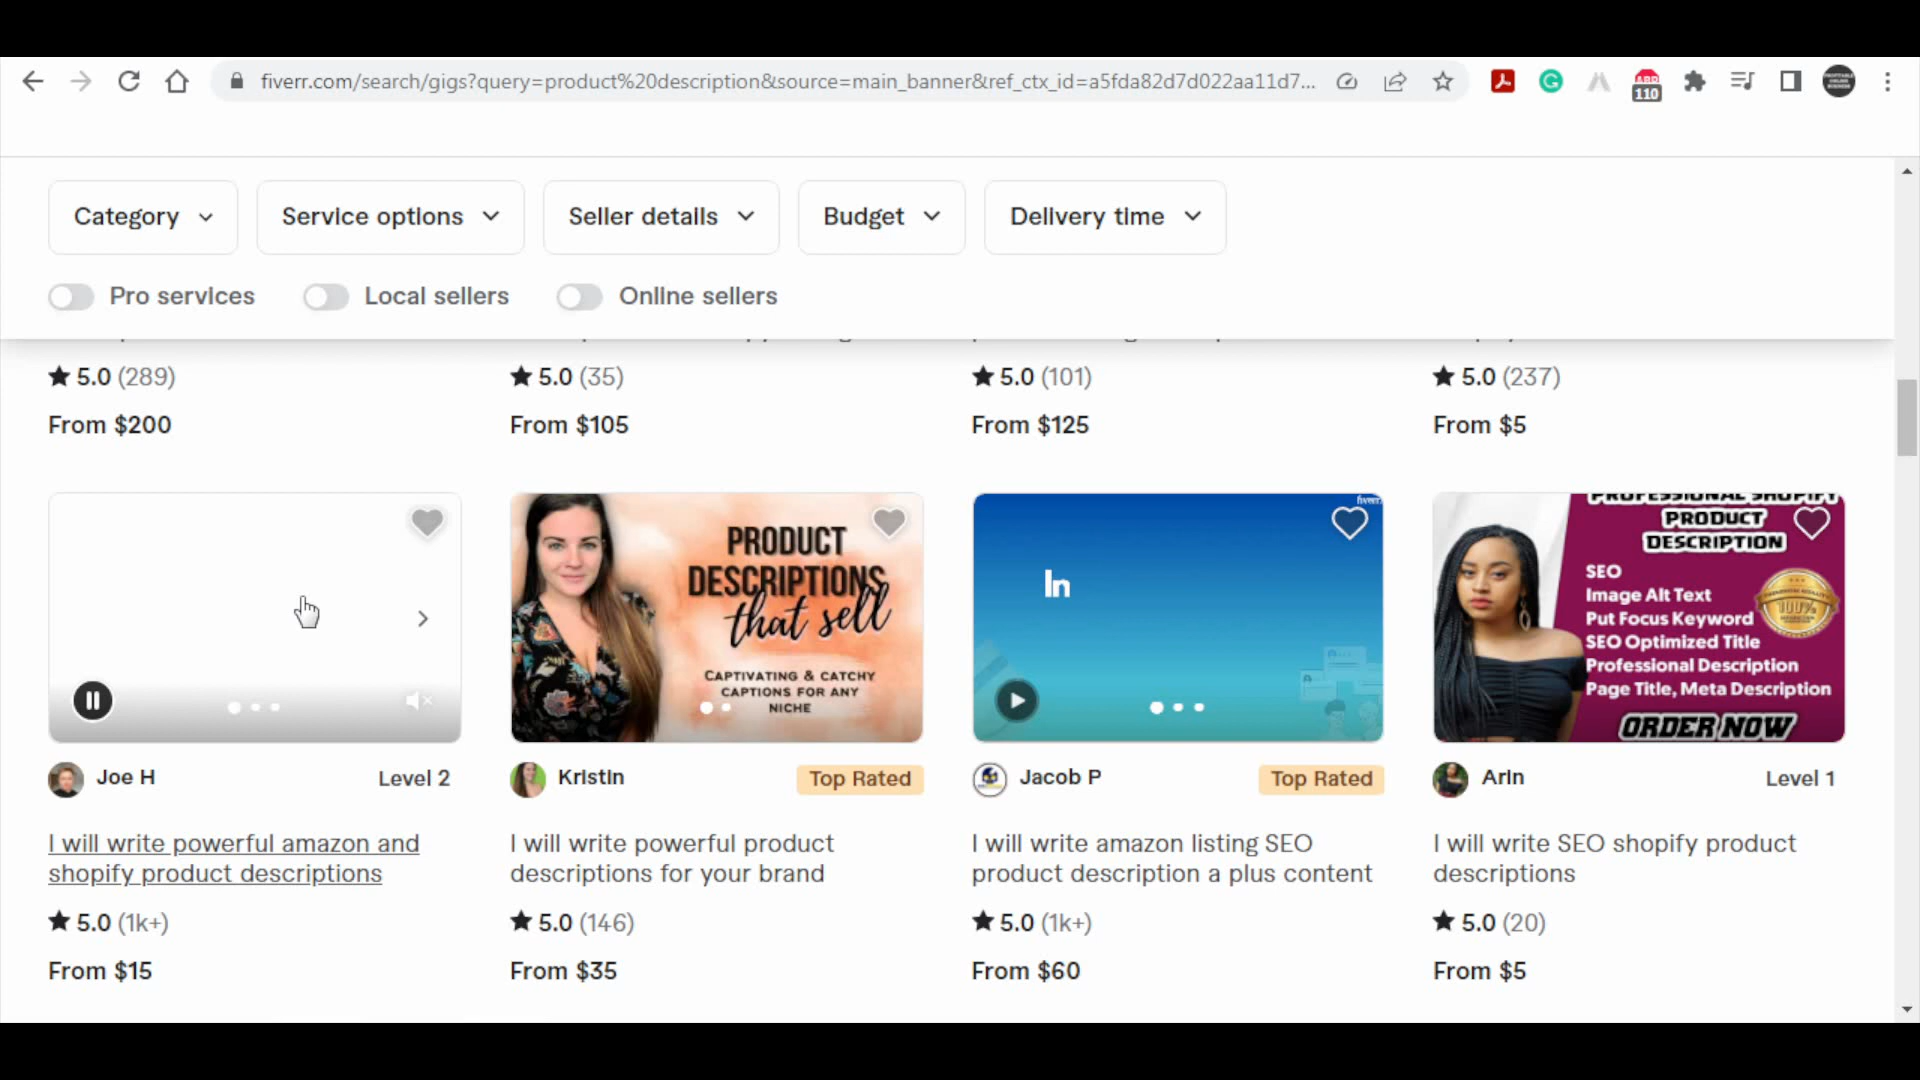 fiverr.com/search/gigs?query=product%20description&source=main_banner&ref_ctx_id=a5fda82d7d022aa11d7...
ABP
110
Category
Service options
Seller details
Budget
Delivery time
Pro services
Local sellers
Online sellers
5.0 (289)
5.0 (35)
5.0 (101)
5.0 (237)
From $200
From $105
From $125
From $5
PRODUCT
DESCRIPTIONS
that sell
CAPTIVATING & CATCHY
CAPTIONS FOR ANY
NICHE
fiverr.
In
PROFESSIONAL SHOPIFY
PRODUCT
DESCRIPTION
SEO
Image Alt Text
Put Focus Keyword
SEO Optimized Title
Professional Description
Page Title, Meta Description
100%
ORDER NOW
Joe H
Level 2
Kristin
Top Rated
Jacob P
Top Rated
Arin
Level 1
I will write powerful amazon and
shopify product descriptions
I will write powerful product
descriptions for your brand
I will write amazon listing SEO
product description a plus content
I will write SEO shopify product
descriptions
5.0 (1k+)
5.0 (146)
5.0 (1k+)
5.0 (20)
From $15
From $35
From $60
From $5